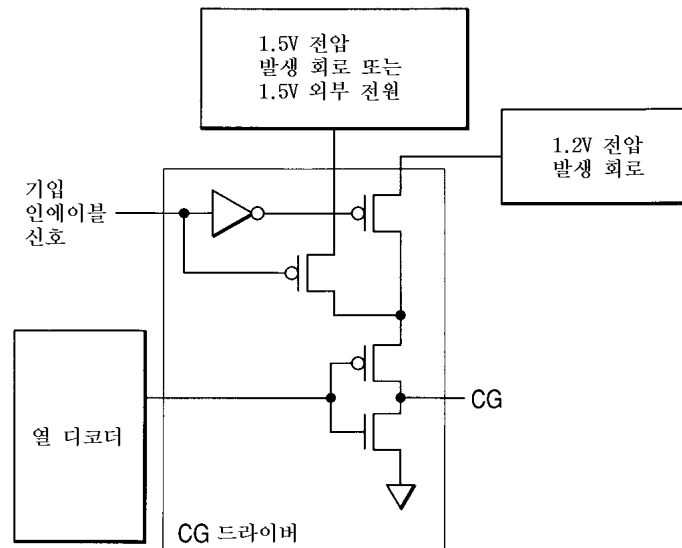 1.5V 전압
발생 회로 또는
1.5V 외부 전원
1.2V 전압
발생 회로
기입
인에이블
신호
열 디코더
CG
CG 드라이버